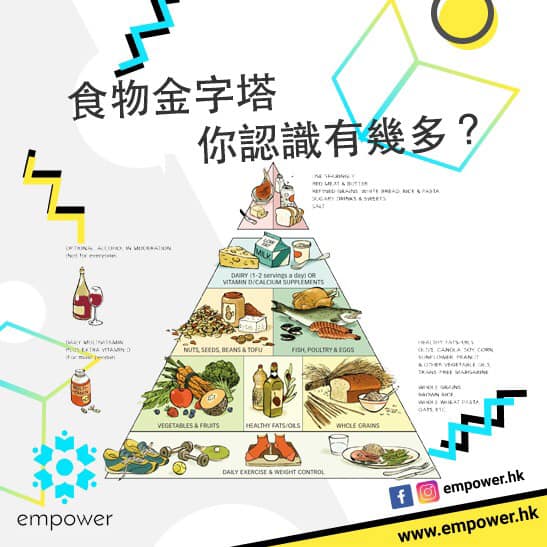 食物金字塔
你認識有幾多？
USE SPARINGLY:
RED MEAT & BUTTER
REFINED GRAINS: WHITE BREAD, RICE & PASTA
SUGARY DRINKS & SWEETS
SALT
OPTIONAL: ALCOHOL IN MODERATION
(Not for everyone)
LOW FAT
MILK
DAIRY (1-2 servings a day) OR
VITAMIN D/CALCIUM SUPPLEMENTS
NUTS, SEEDS, BEANS & TOFU
FISH, POULTRY & EGGS
DAILY MULTIVITAMIN
PLUS EXTRA VITAMIN D
(For most people)
HEALTHY FATS/OILS:
OLIVE, CANOLA, SOY, CORN,
SUNFLOWER, PEANUT
& OTHER VEGETABLE OILS,
TRANS-FREE MARGARINE
WHOLE GRAINS:
BROWN RICE,
WHOLE WHEAT PASTA,
OATS, ETC.
VEGETABLES & FRUITS
HEALTHY FATS/OILS
WHOLE GRAINS
DAILY EXERCISE & WEIGHT CONTROL
empower
empower.hk
www.empower.hk